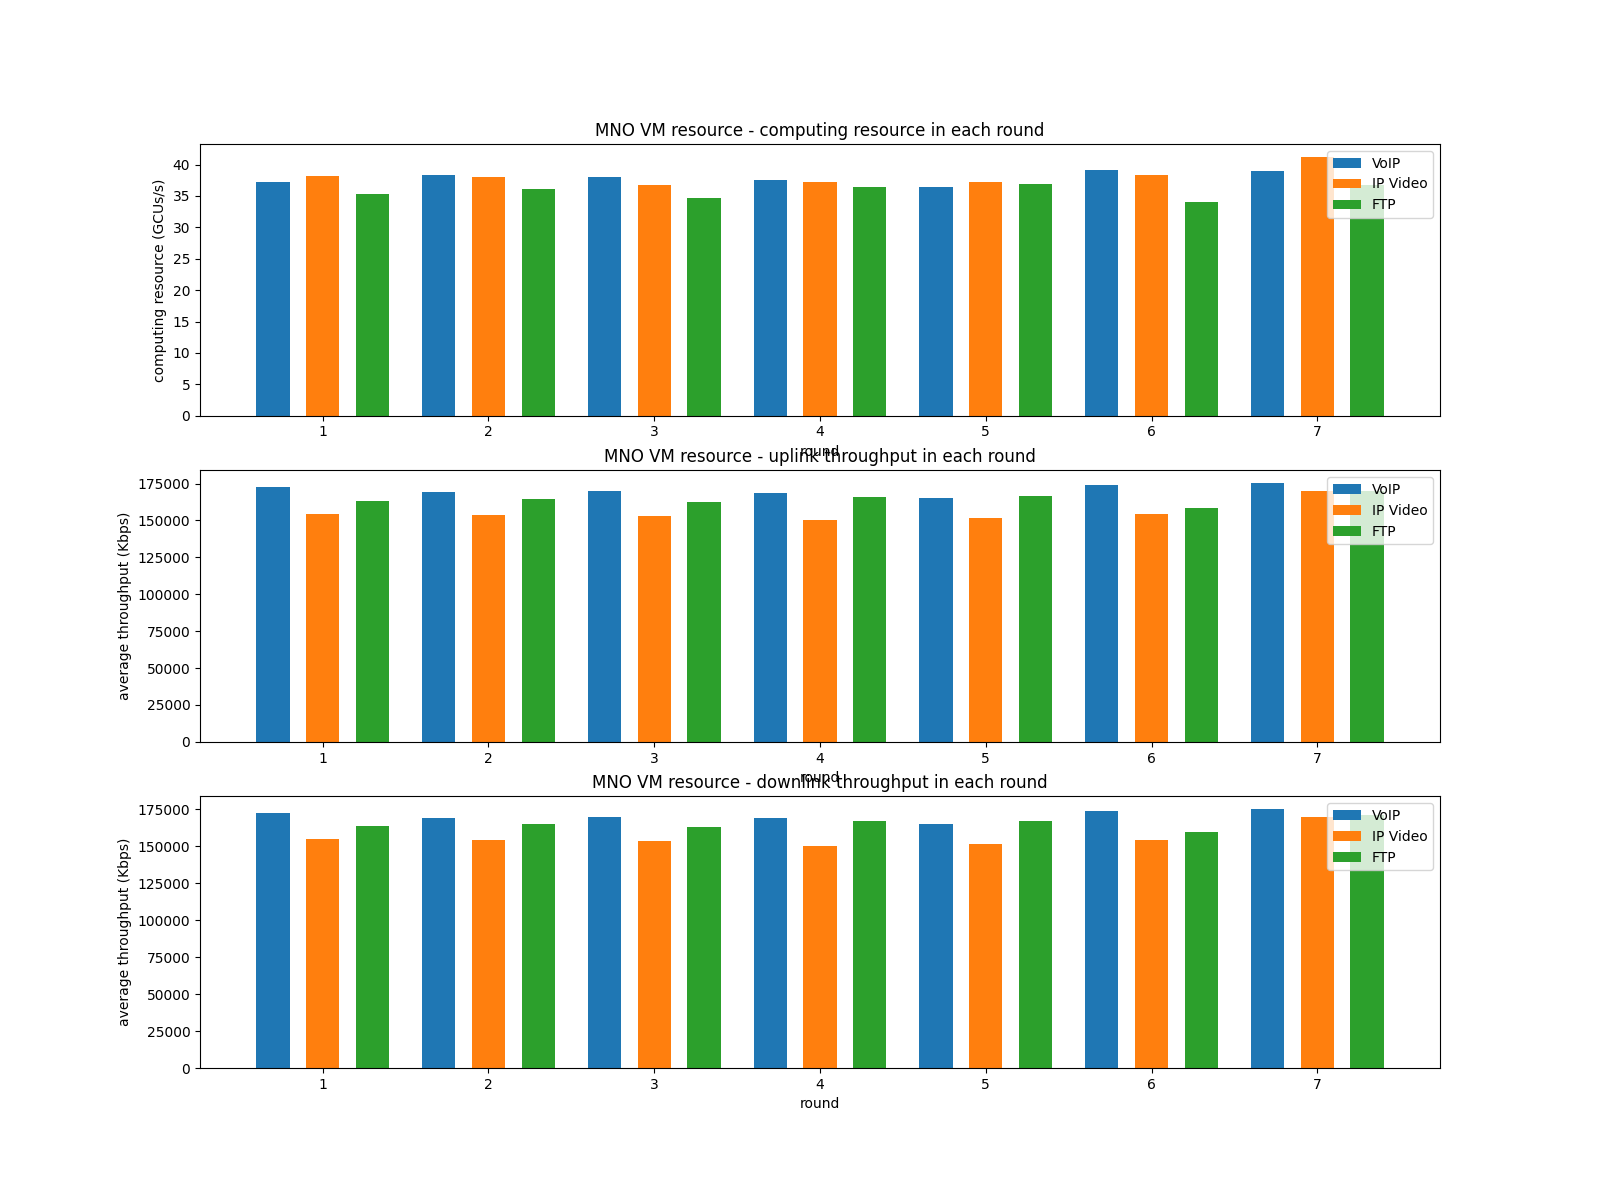 MNO VM resource - computing resource in each round
computing resource (GCUs/s)
40
35
30
25
20
15
10
5
0
VoIP
IP Video
FTP
1 2 3 4 5 6 7
round
MNO VM resource - uplink throughput in each round
average throughput (Kbps)
175000
150000
125000
100000
75000
50000
25000
0
VoIP
IP Video
FTP
1 2 3 4 5 6 7
round
MNO VM resource - downlink throughput in each round
average throughput (Kbps)
175000
150000
125000
100000
75000
50000
25000
0
VoIP
IP Video
FTP
1 2 3 4 5 6 7
round